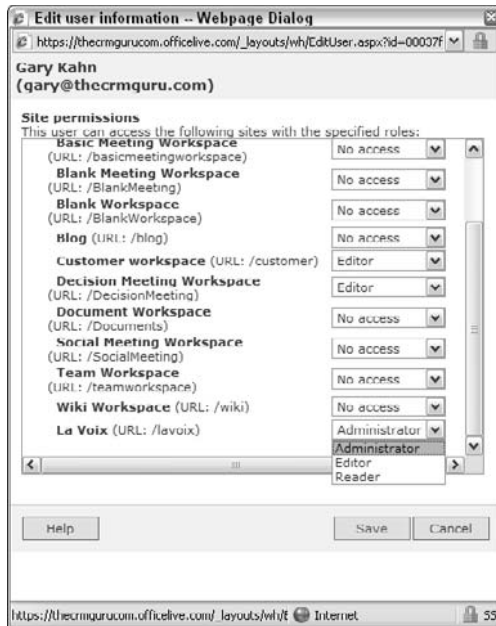 Edit user information -- Webpage Dialog
https://thecrmgurucom.officelive.com/_layouts/wh/EditUser.aspx?id=00037f
Gary Kahn
(gary@thecrmguru.com)
Site permissions
This user can access the following sites with the specified roles:
Basic Meeting Workspace
(URL: /basicmeetingworkspace) No access
Blank Meeting Workspace
(URL: /BlankMeeting) No access
Blank Workspace
(URL: /BlankWorkspace) No access
Blog (URL: /blog) No access
Customer workspace (URL: /customer) Editor
Decision Meeting Workspace
(URL: /DecisionMeeting) Editor
Document Workspace
(URL: /Documents) No access
Social Meeting Workspace
(URL: /SocialMeeting) No access
Team Workspace
(URL: /teamworkspace) No access
Wiki Workspace (URL: /wiki) No access
La Voix (URL: /lavoix) Administrator
Administrator
Editor
Reader
Help Save Cancel
https://thecrmgurucom.officelive.com/_layouts/wh/E Internet 55